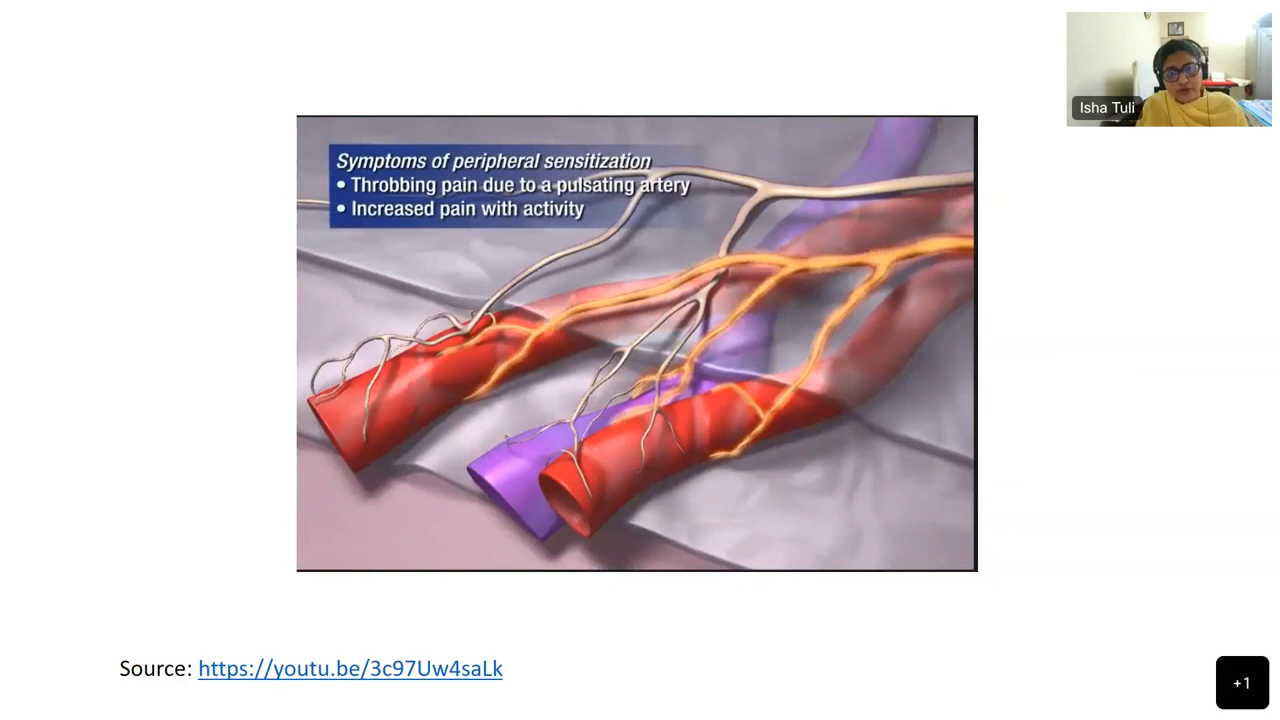 Isha Tuli
Symptoms of peripheral sensitization
• Throbbing pain due to a pulsating artery
• Increased pain with activity
Source: https://youtu.be/3c97Uw4saLk
+1